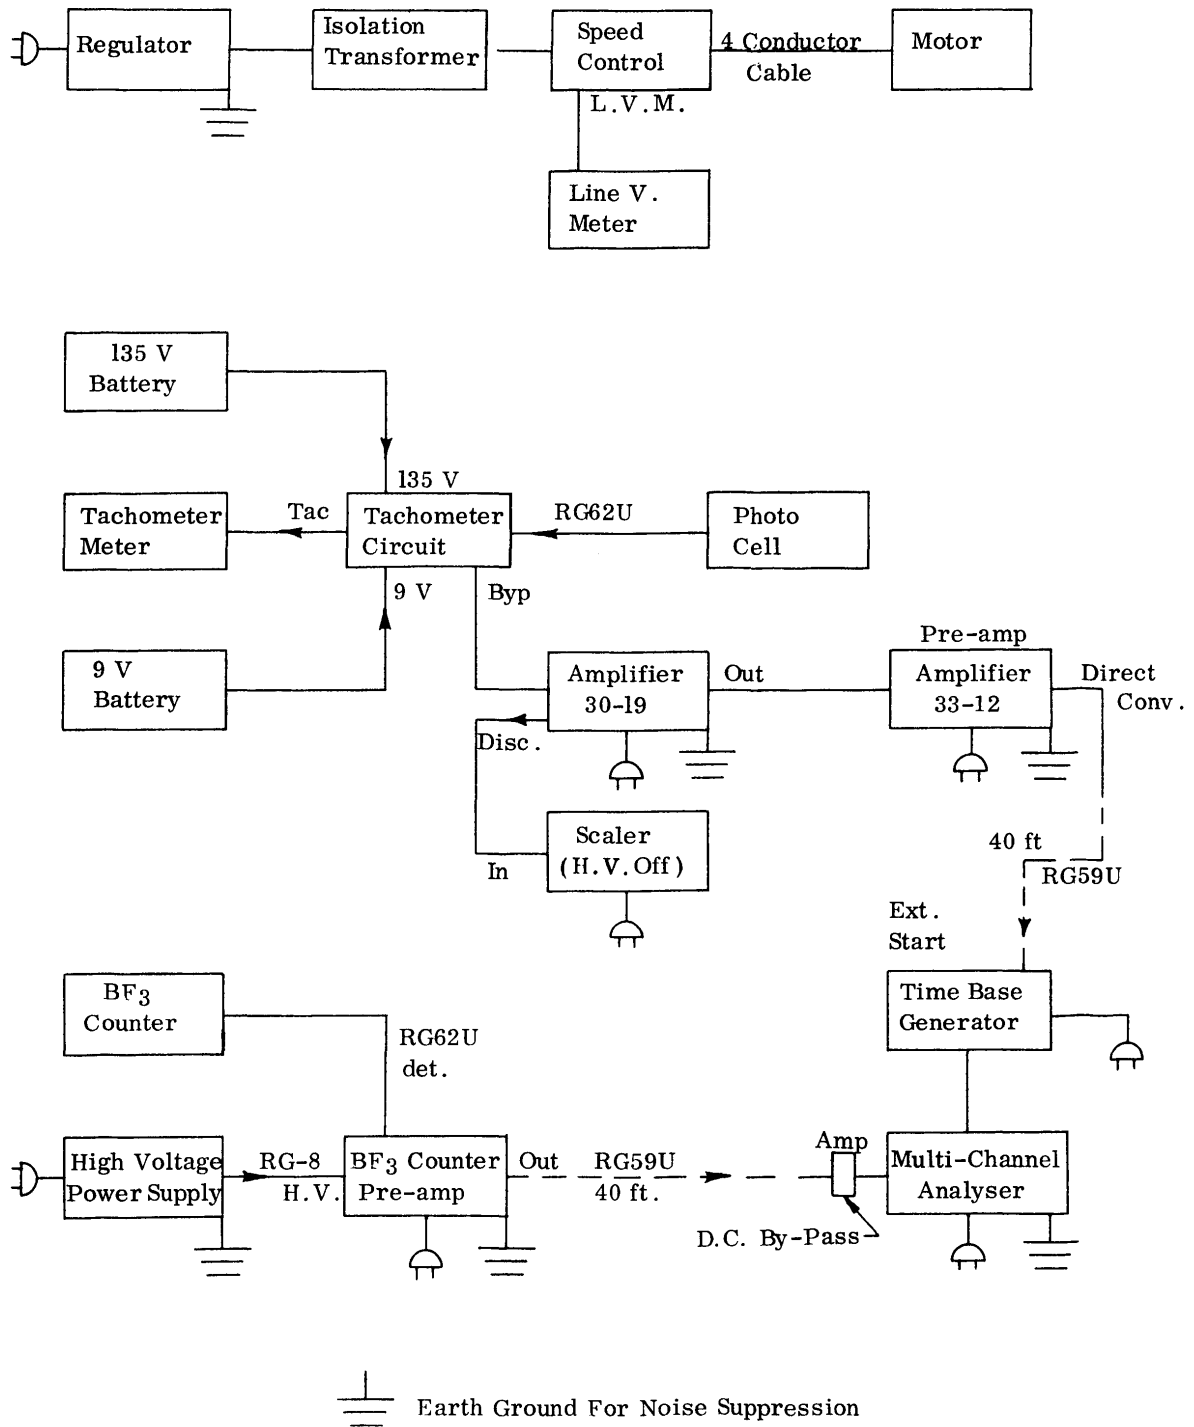 Regulator
Isolation
Transformer
Speed
Control
4 Conductor
Cable
Motor
L.V.M.
Line V.
Meter
135 V
Battery
135 V
Tachometer
Meter
Tac
Tachometer
Circuit
RG62U
Photo
Cell
9 V
Byp
9 V
Battery
Amplifier
30-19
Out
Pre-amp
Amplifier
33-12
Direct
Conv.
Disc.
Scaler
(H.V.Off)
In
40 ft
RG59U
Ext.
Start
BF3
Counter
RG62U
det.
Time Base
Generator
High Voltage
Power Supply
RG-8
H.V.
BF3 Counter
Pre-amp
Out
RG59U
40 ft.
Amp
Multi-Channel
Analyser
D.C. By-Pass
Earth Ground For Noise Suppression